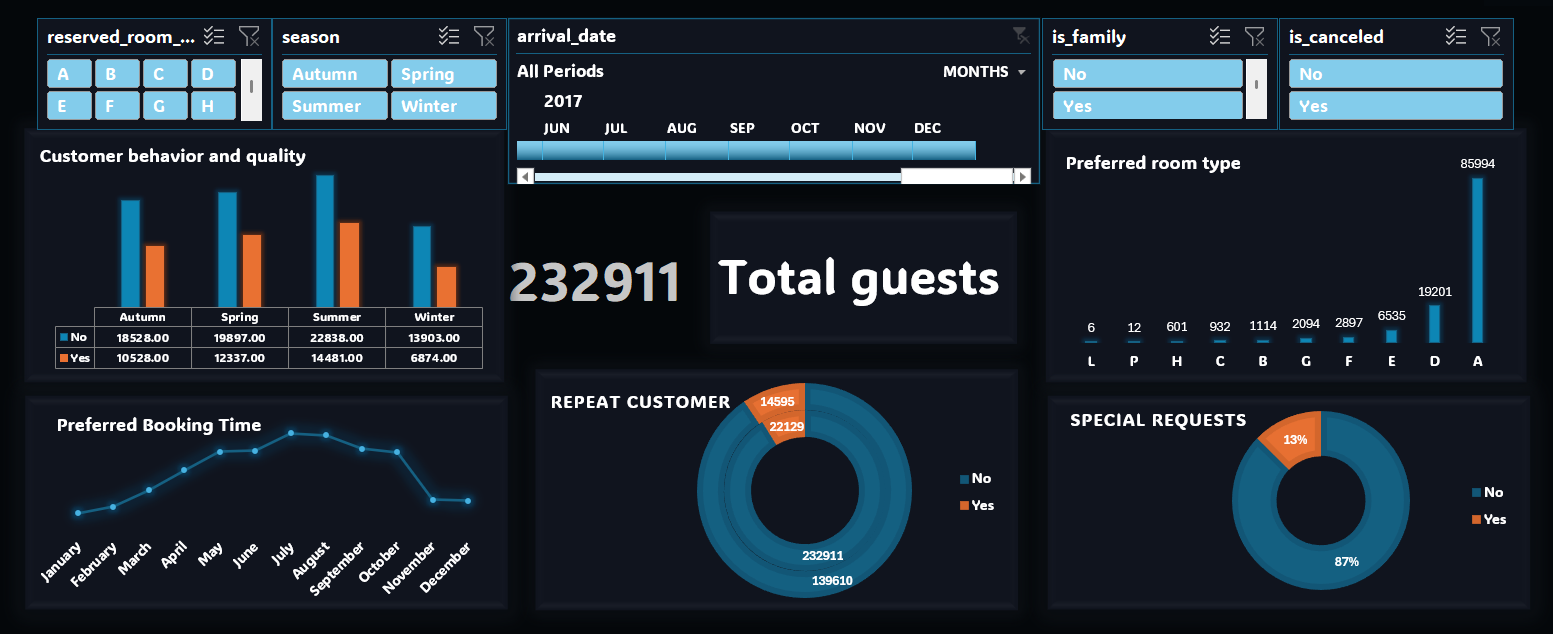 reserved_room_...
A B C D
E F G H
season
Autumn Spring
Summer Winter
arrival_date
All Periods MONTHS
2017
JUN JUL AUG SEP OCT NOV DEC
is_family
No
Yes
is_canceled
No
Yes
Customer behavior and quality
Autumn Spring Summer Winter
No 18528.00 19897.00 22838.00 13903.00
Yes 10528.00 12337.00 14481.00 6874.00
232911
Total guests
Preferred room type
6 12 601 932 1114 2094 2897 6535 19201 85994
L P H C B G F E D A
Preferred Booking Time
January February March April May June July August September October November December
REPEAT CUSTOMER
14595
22129
232911
139610
No
Yes
SPECIAL REQUESTS
13%
87%
No
Yes